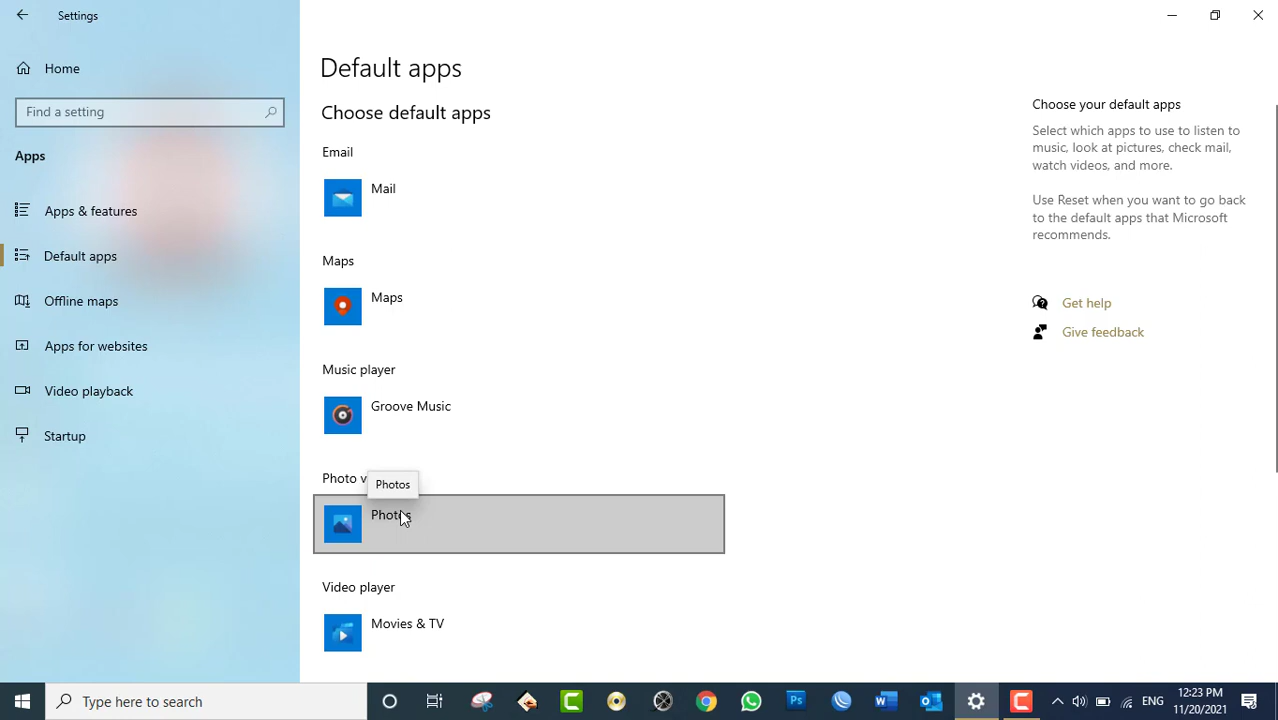 Settings
Home
Find a setting
Apps
Apps & features
Default apps
Offline maps
Apps for websites
Video playback
Startup
Default apps
Choose default apps
Email
Mail
Maps
Maps
Music player
Groove Music
Photo v
Photos
Photos
Video player
Movies & TV
Choose your default apps
Select which apps to use to listen to
music, look at pictures, check mail,
watch videos, and more.
Use Reset when you want to go back
to the default apps that Microsoft
recommends.
Get help
Give feedback
Type here to search
Ps
ENG
12:23 PM
11/20/2021